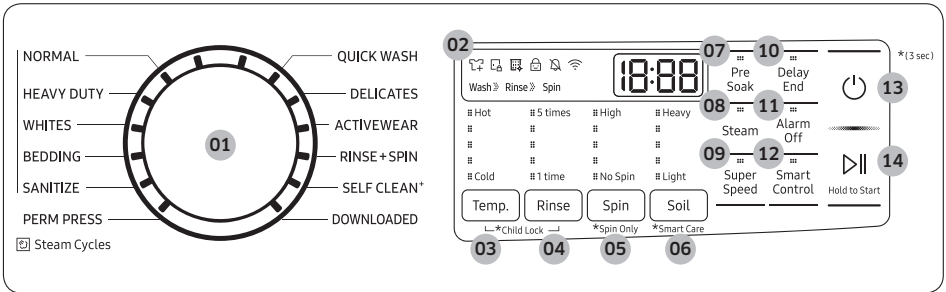 NORMAL
HEAVY DUTY
WHITES
BEDDING
SANITIZE
PERM PRESS
Steam Cycles
01
QUICK WASH
DELICATES
ACTIVEWEAR
RINSE+SPIN
SELF CLEAN+
DOWNLOADED
02
Wash》 Rinse》 Spin
18:88
Hot
5 times
High
Heavy
Cold
1 time
No Spin
Light
Temp.
Rinse
Spin
Soil
*Child Lock
*Spin Only
*Smart Care
03
04
05
06
07
Pre
Soak
08
Steam
09
Super
Speed
10
Delay
End
11
Alarm
Off
12
Smart
Control
*(3 sec)
13
14
Hold to Start